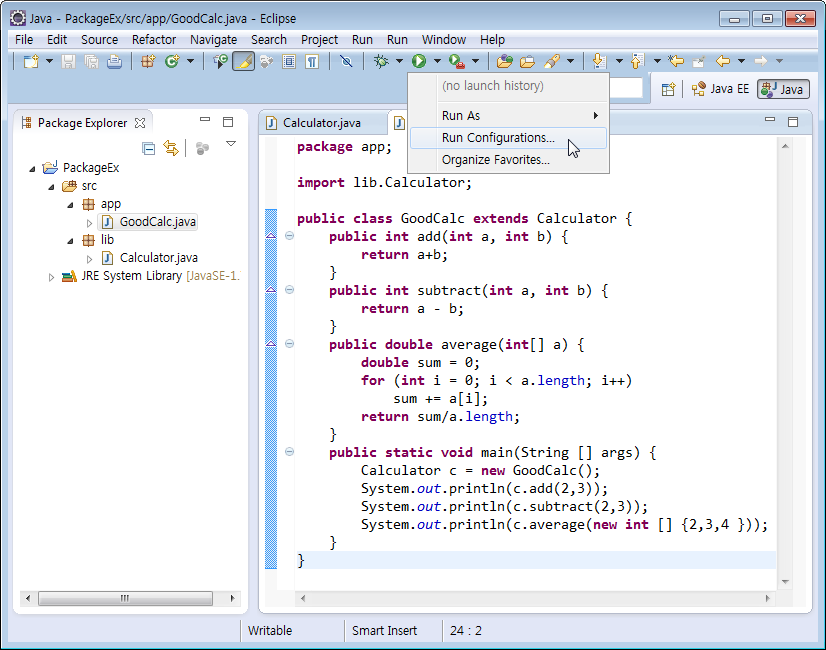 Java - PackageEx/src/app/GoodCalc.java - Eclipse
File Edit Source Refactor Navigate Search Project Run Run Window Help
(no launch history)
Run As
Run Configurations...
Organize Favorites...
Java EE
Java
Package Explorer
PackageEx
src
app
GoodCalc.java
lib
Calculator.java
JRE System Library [JavaSE-1.
Calculator.java
package app;
import lib.Calculator;
public class GoodCalc extends Calculator {
public int add(int a, int b) {
return a+b;
}
public int subtract(int a, int b) {
return a - b;
}
public double average(int[] a) {
double sum = 0;
for (int i = 0; i < a.length; i++)
sum += a[i];
return sum/a.length;
}
public static void main(String [] args) {
Calculator c = new GoodCalc();
System.out.println(c.add(2,3));
System.out.println(c.subtract(2,3));
System.out.println(c.average(new int [] {2,3,4 }));
}
}
Writable
Smart Insert
24 : 2